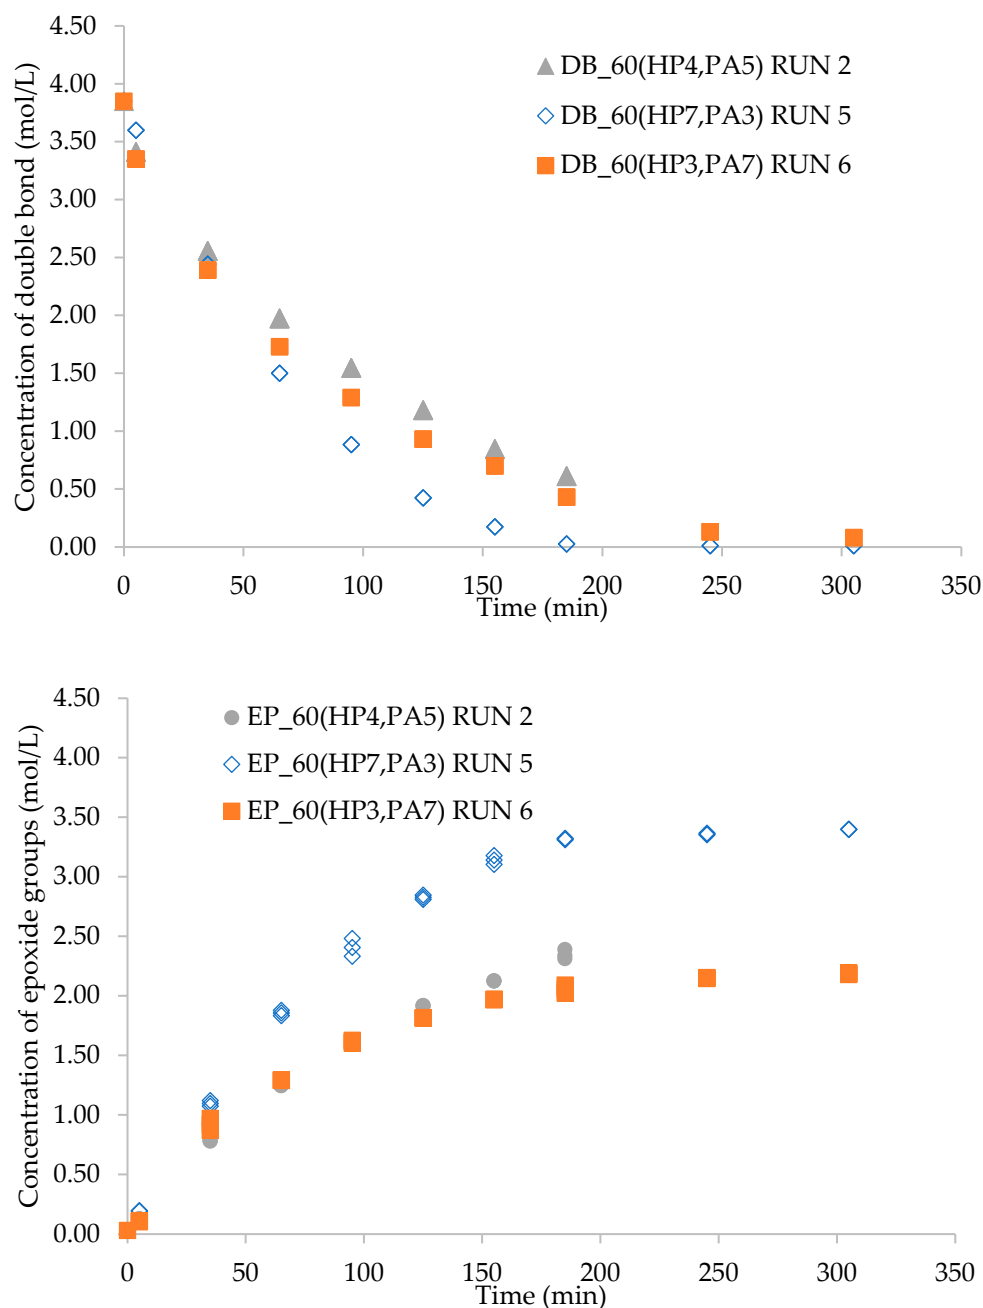 4.50
4.00
3.50
3.00
2.50
2.00
1.50
1.00
0.50
0.00
Concentration of double bond (mol/L)
DB_60(HP4,PA5) RUN 2
DB_60(HP7,PA3) RUN 5
DB_60(HP3,PA7) RUN 6
0 50 100 150 200 250 300 350
Time (min)
4.50
4.00
3.50
3.00
2.50
2.00
1.50
1.00
0.50
0.00
Concentration of epoxide groups (mol/L)
EP_60(HP4,PA5) RUN 2
EP_60(HP7,PA3) RUN 5
EP_60(HP3,PA7) RUN 6
0 50 100 150 200 250 300 350
Time (min)